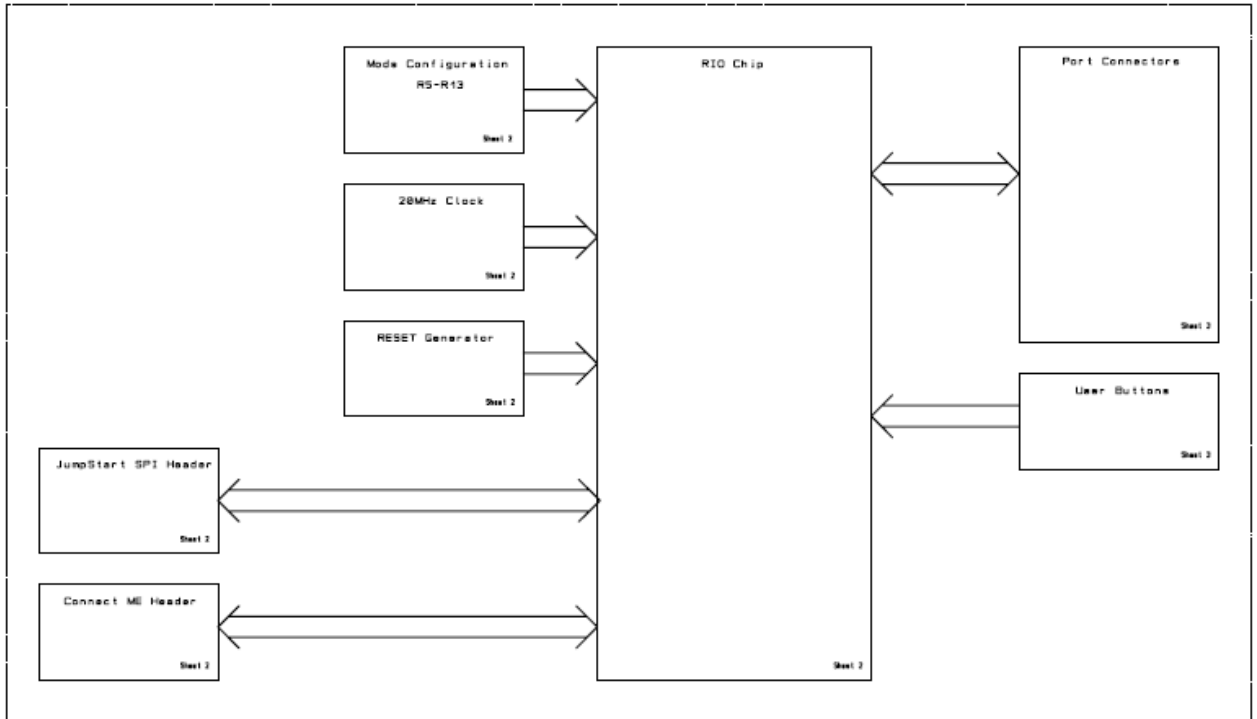 Mode Configuration
R5-R13
Sheet 2
20MHz Clock
Sheet 2
RESET Generator
Sheet 2
JumpStart SPI Header
Sheet 2
Connect ME Header
Sheet 2
RIO Chip
Sheet 2
Port Connectors
Sheet 3
User Buttons
Sheet 3